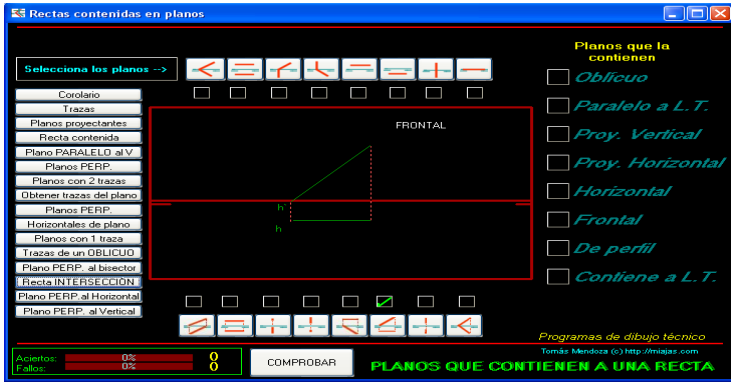 Rectas contenidas en planos
Selecciona los planos -->
Planos que la
contienen
Oblícuo
Paralelo a L.T.
Proy. Vertical
Proy. Horizontal
Horizontal
Frontal
De perfil
Contiene a L.T.
Corolario
Trazas
Planos proyectantes
Recta contenida
Plano PARALELO al V
Planos PERP.
Planos con 2 trazas
Obtener trazas del plano
Planos PERP.
Horizontales de plano
Planos con 1 traza
Trazas de un OBLICUO
Plano PERP. al bisector
Recta INTERSECCIÓN
Plano PERP. al Horizontal
Plano PERP. al Vertical
FRONTAL
h'
h
Programas de dibujo técnico
Tomás Mendoza (c) http://miajas.com
Aciertos: 0% 0
Fallos: 0% 0
COMPROBAR
PLANOS QUE CONTIENEN A UNA RECTA